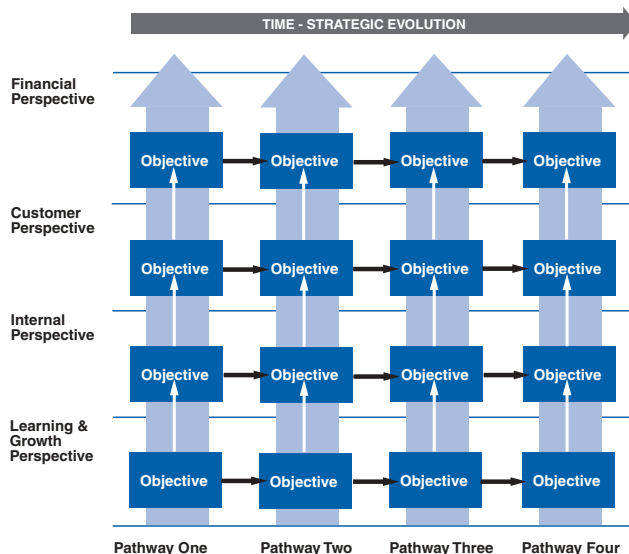 TIME - STRATEGIC EVOLUTION
Financial
Perspective
Objective Objective Objective Objective
Customer
Perspective
Objective Objective Objective Objective
Internal
Perspective
Objective Objective Objective Objective
Learning &
Growth
Perspective
Objective Objective Objective Objective
Pathway One Pathway Two Pathway Three Pathway Four